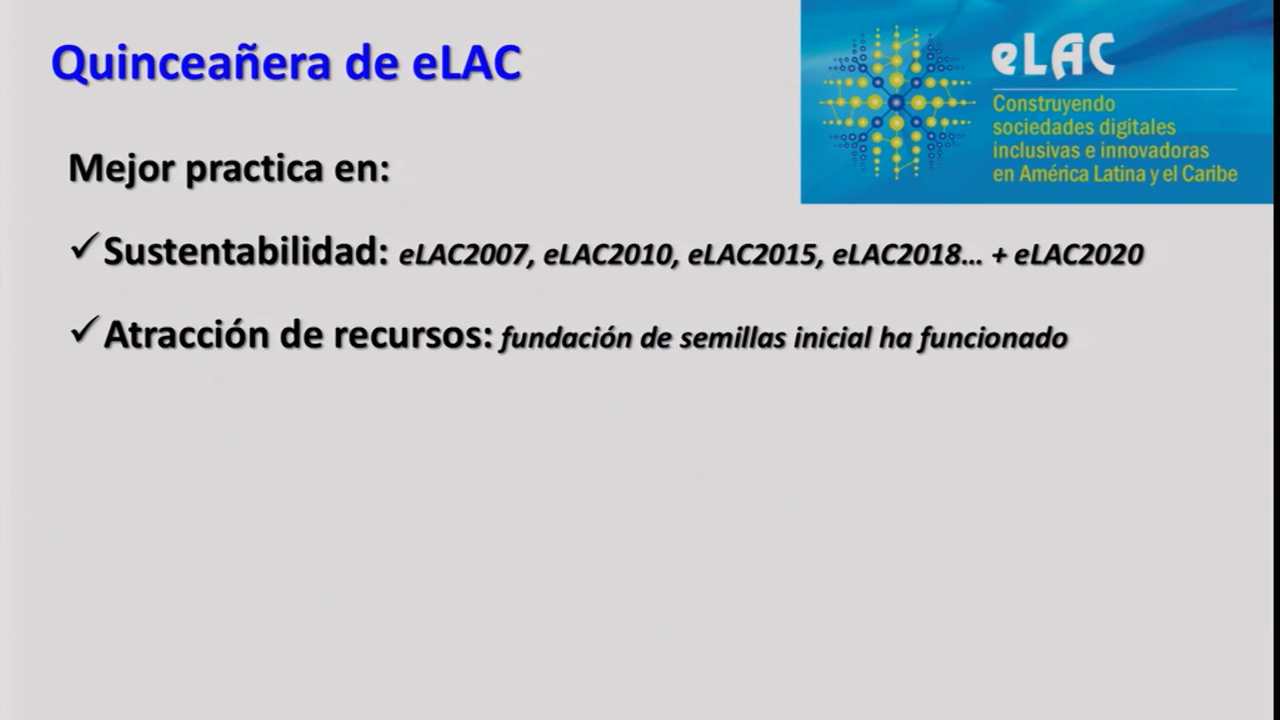 Quinceañera de eLAC
eLAC
Construyendo
sociedades digitales
inclusivas e innovadoras
en América Latina y el Caribe
Mejor practica en:
✓Sustentabilidad: eLAC2007, eLAC2010, eLAC2015, eLAC2018... + eLAC2020
✓Atracción de recursos: fundación de semillas inicial ha funcionado